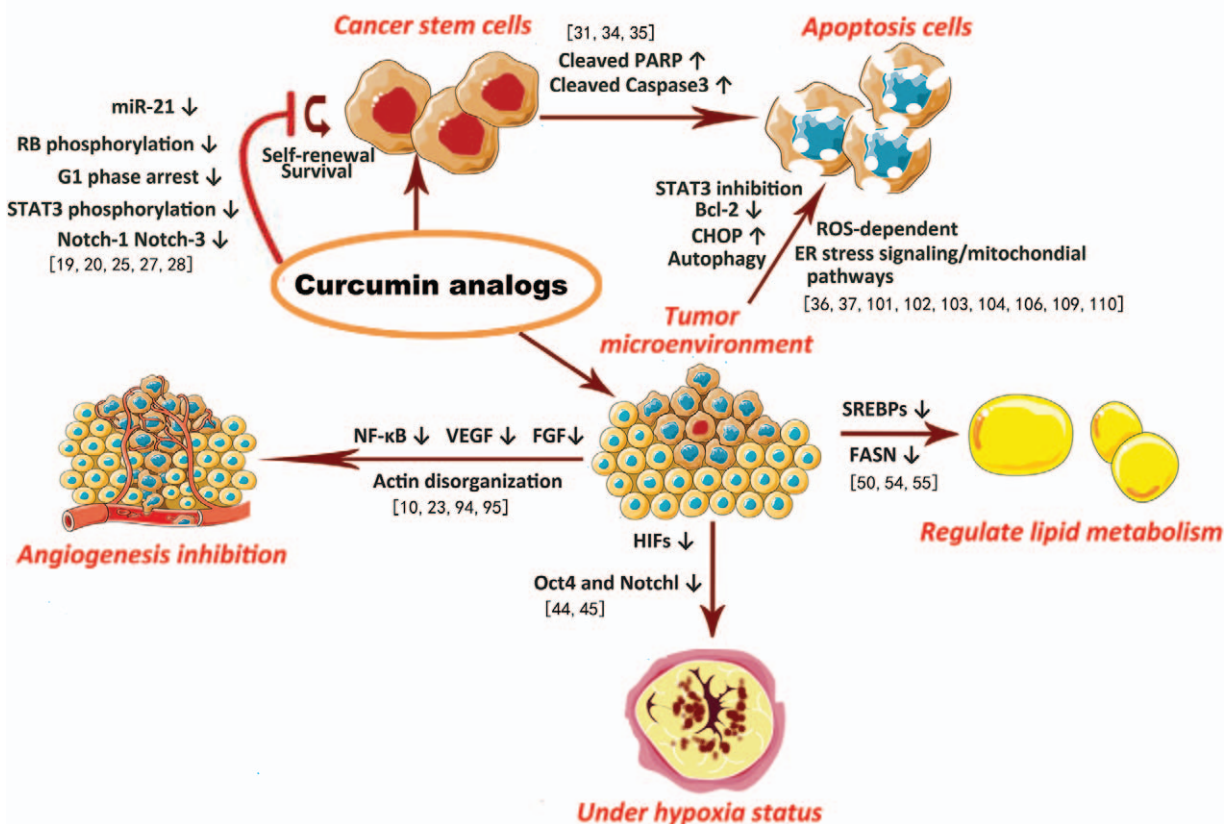 Cancer stem cells
[31, 34, 35]
Cleaved PARP ↑
Cleaved Caspase3 ↑
Apoptosis cells
miR-21 ↓
RB phosphorylation ↓
G1 phase arrest ↓
STAT3 phosphorylation ↓
Notch-1 Notch-3 ↓
[19, 20, 25, 27, 28]
Self-renewal
Survival
Curcumin analogs
STAT3 inhibition
Bcl-2 ↓
CHOP ↑
Autophagy
ROS-dependent
ER stress signaling/mitochondial
pathways
[36, 37, 101, 102, 103, 104, 106, 109, 110]
Tumor
microenvironment
NF-κB ↓ VEGF ↓ FGF↓
Actin disorganization
[10, 23, 94, 95]
Angiogenesis inhibition
SREBPs ↓
FASN ↓
[50, 54, 55]
Regulate lipid metabolism
HIFs ↓
Oct4 and Notchl ↓
[44, 45]
Under hypoxia status